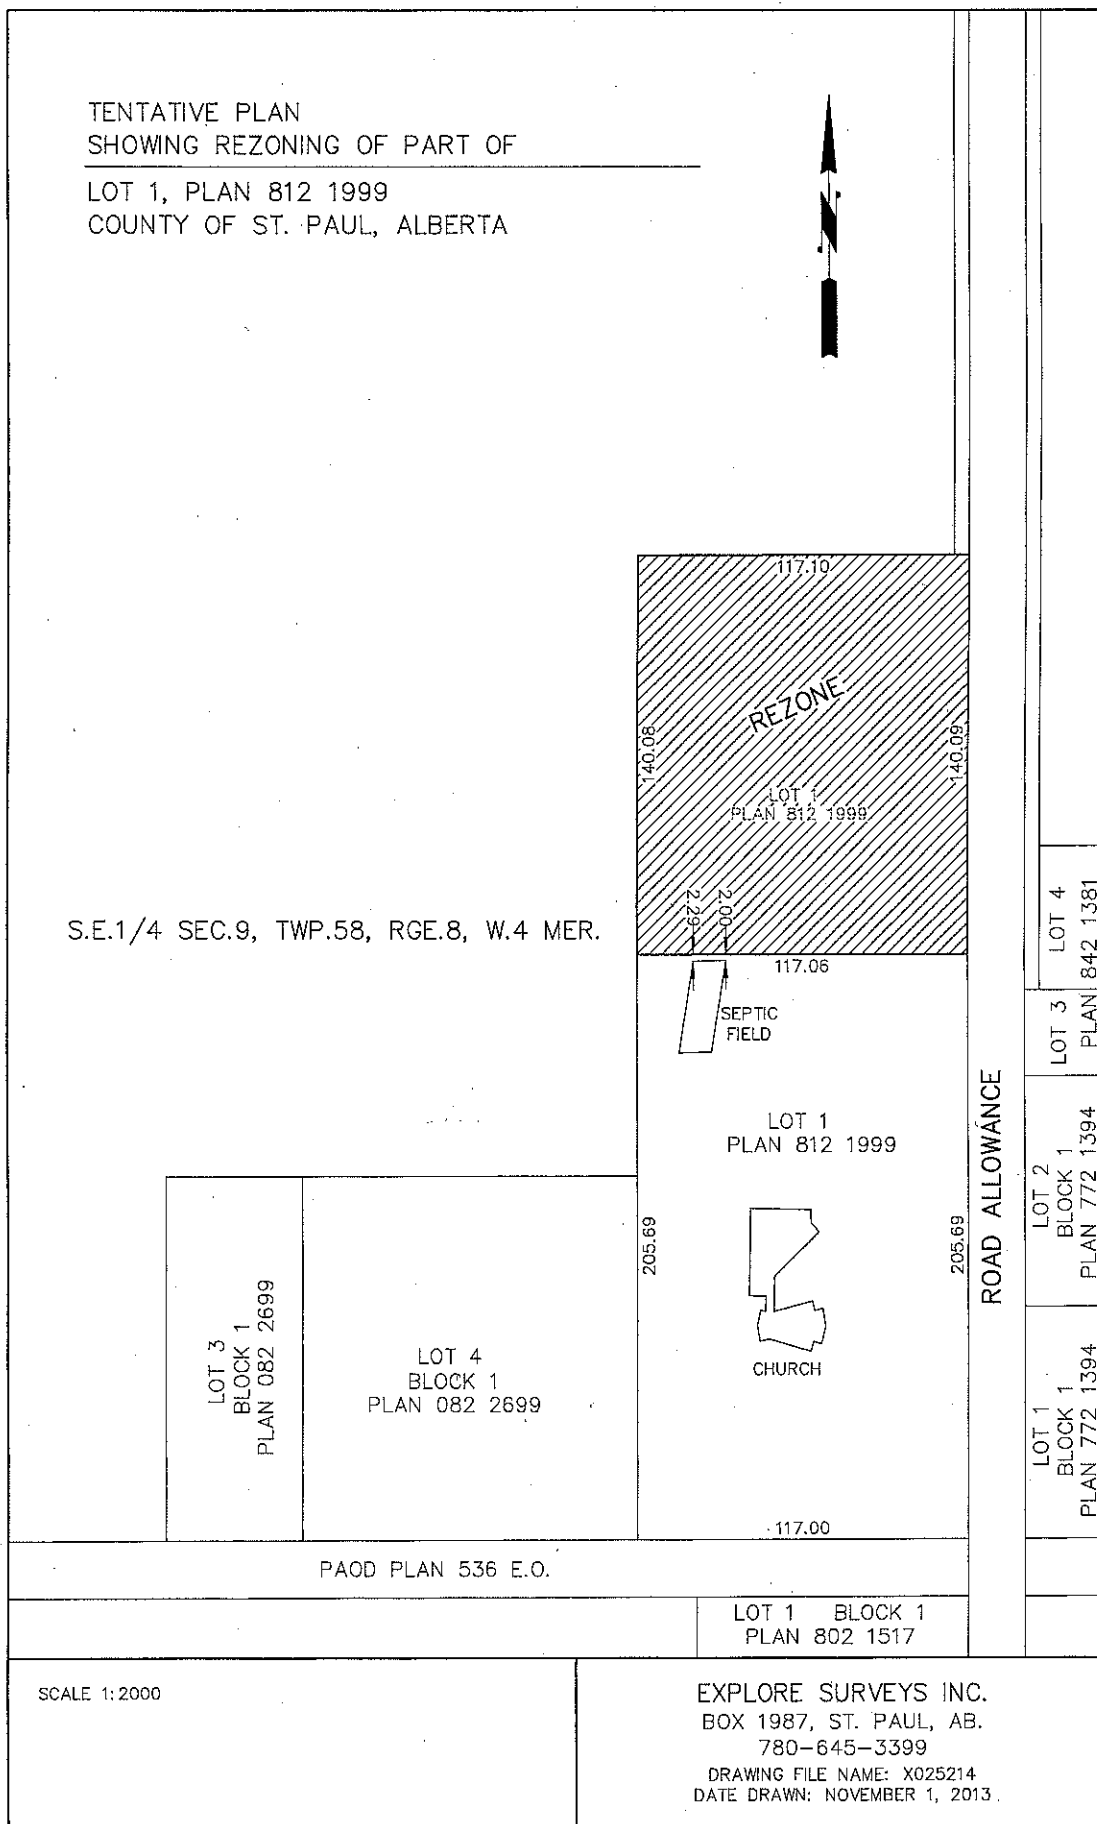 TENTATIVE PLAN
SHOWING REZONING OF PART OF
LOT 1, PLAN 812 1999
COUNTY OF ST. PAUL, ALBERTA
N
117.10
REZONE
140.08
140.09
LOT 1
PLAN 812 1999
2.29
2.00
S.E.1/4 SEC.9, TWP.58, RGE.8, W.4 MER.
117.06
SEPTIC
FIELD
LOT 4
PLAN 842 1381
LOT 3
LOT 1
PLAN 812 1999
ROAD ALLOWANCE
LOT 2
BLOCK 1
PLAN 772 1394
205.69
205.69
LOT 3
BLOCK 1
PLAN 082 2699
LOT 4
BLOCK 1
PLAN 082 2699
CHURCH
LOT 1
BLOCK 1
PLAN 772 1394
117.00
PAOD PLAN 536 E.O.
LOT 1 BLOCK 1
PLAN 802 1517
SCALE 1:2000
EXPLORE SURVEYS INC.
BOX 1987, ST. PAUL, AB.
780-645-3399
DRAWING FILE NAME: X025214
DATE DRAWN: NOVEMBER 1, 2013